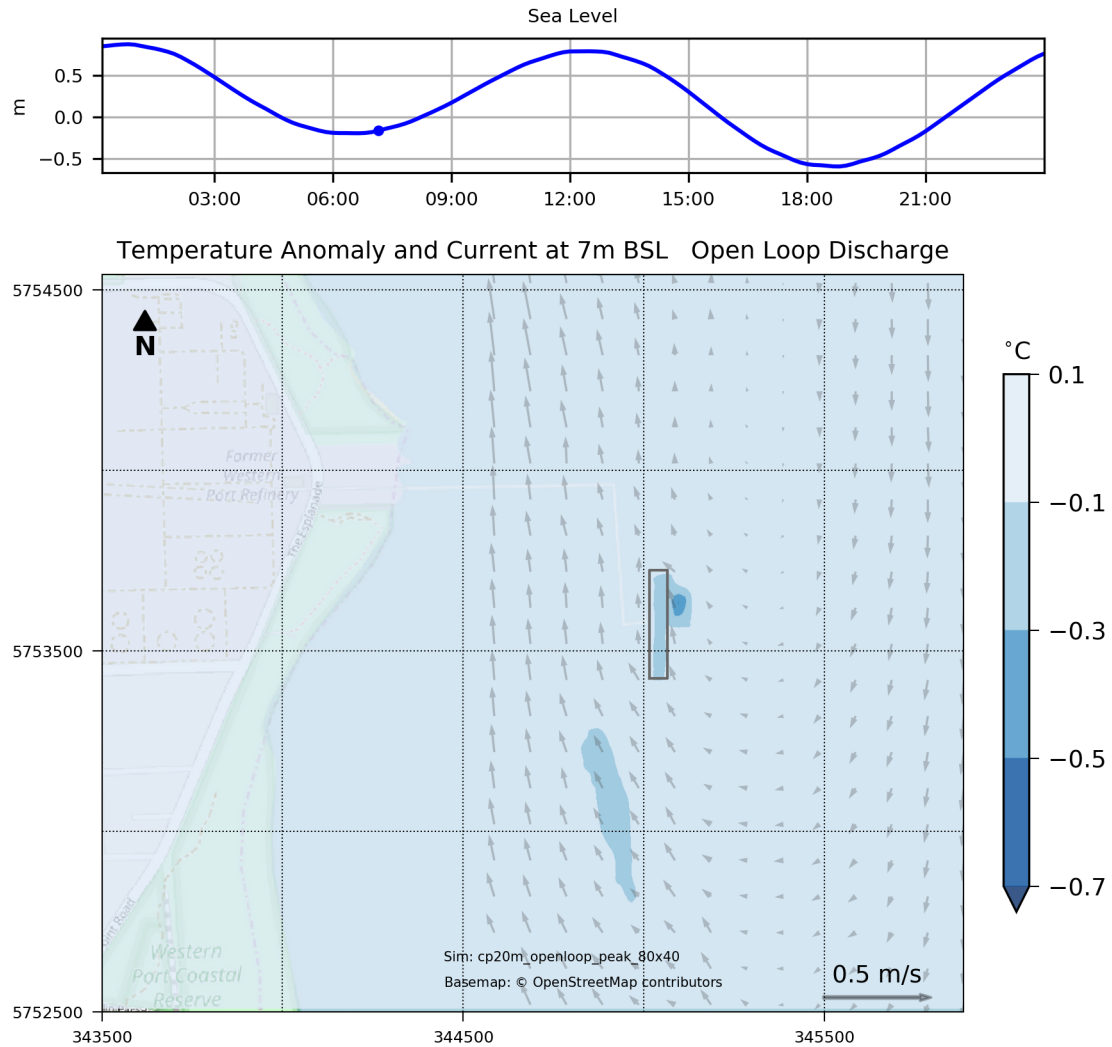 Sea Level
m
0.5
0.0
−0.5
03:00 06:00 09:00 12:00 15:00 18:00 21:00
Temperature Anomaly and Current at 7m BSL Open Loop Discharge
5754500
5753500
5752500
N
Former
Western
Port Refinery
The Esplanade
Western
Port Coastal
Reserve
Sim: cp20m_openloop_peak_80x40
Basemap: © OpenStreetMap contributors
0.5 m/s
343500 344500 345500
°C
0.1
−0.1
−0.3
−0.5
−0.7